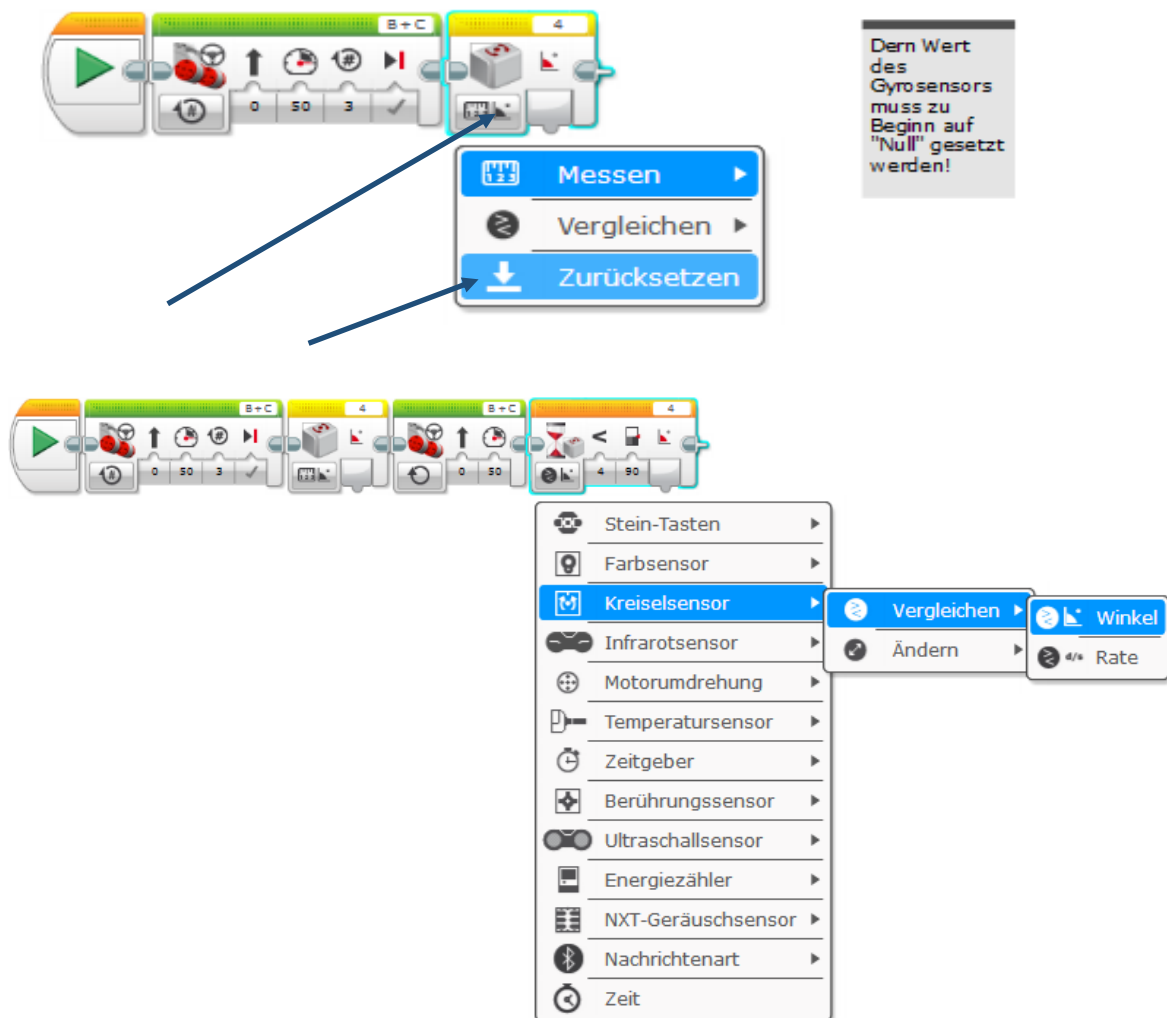 B+C
4
0 50 3
Dern Wert
des
Gyrosensors
muss zu
Beginn auf
"Null" gesetzt
werden!
Messen
Vergleichen
Zurücksetzen
B+C 4 B+C 4
0 50 3 0 50 < 4 90
Stein-Tasten
Farbsensor
Kreiselsensor
Vergleichen
Winkel
Infrarotsensor
Ändern
d/s Rate
Motorumdrehung
Temperatursensor
Zeitgeber
Berührungssensor
Ultraschallsensor
Energiezähler
NXT-Geräuschsensor
Nachrichtenart
Zeit